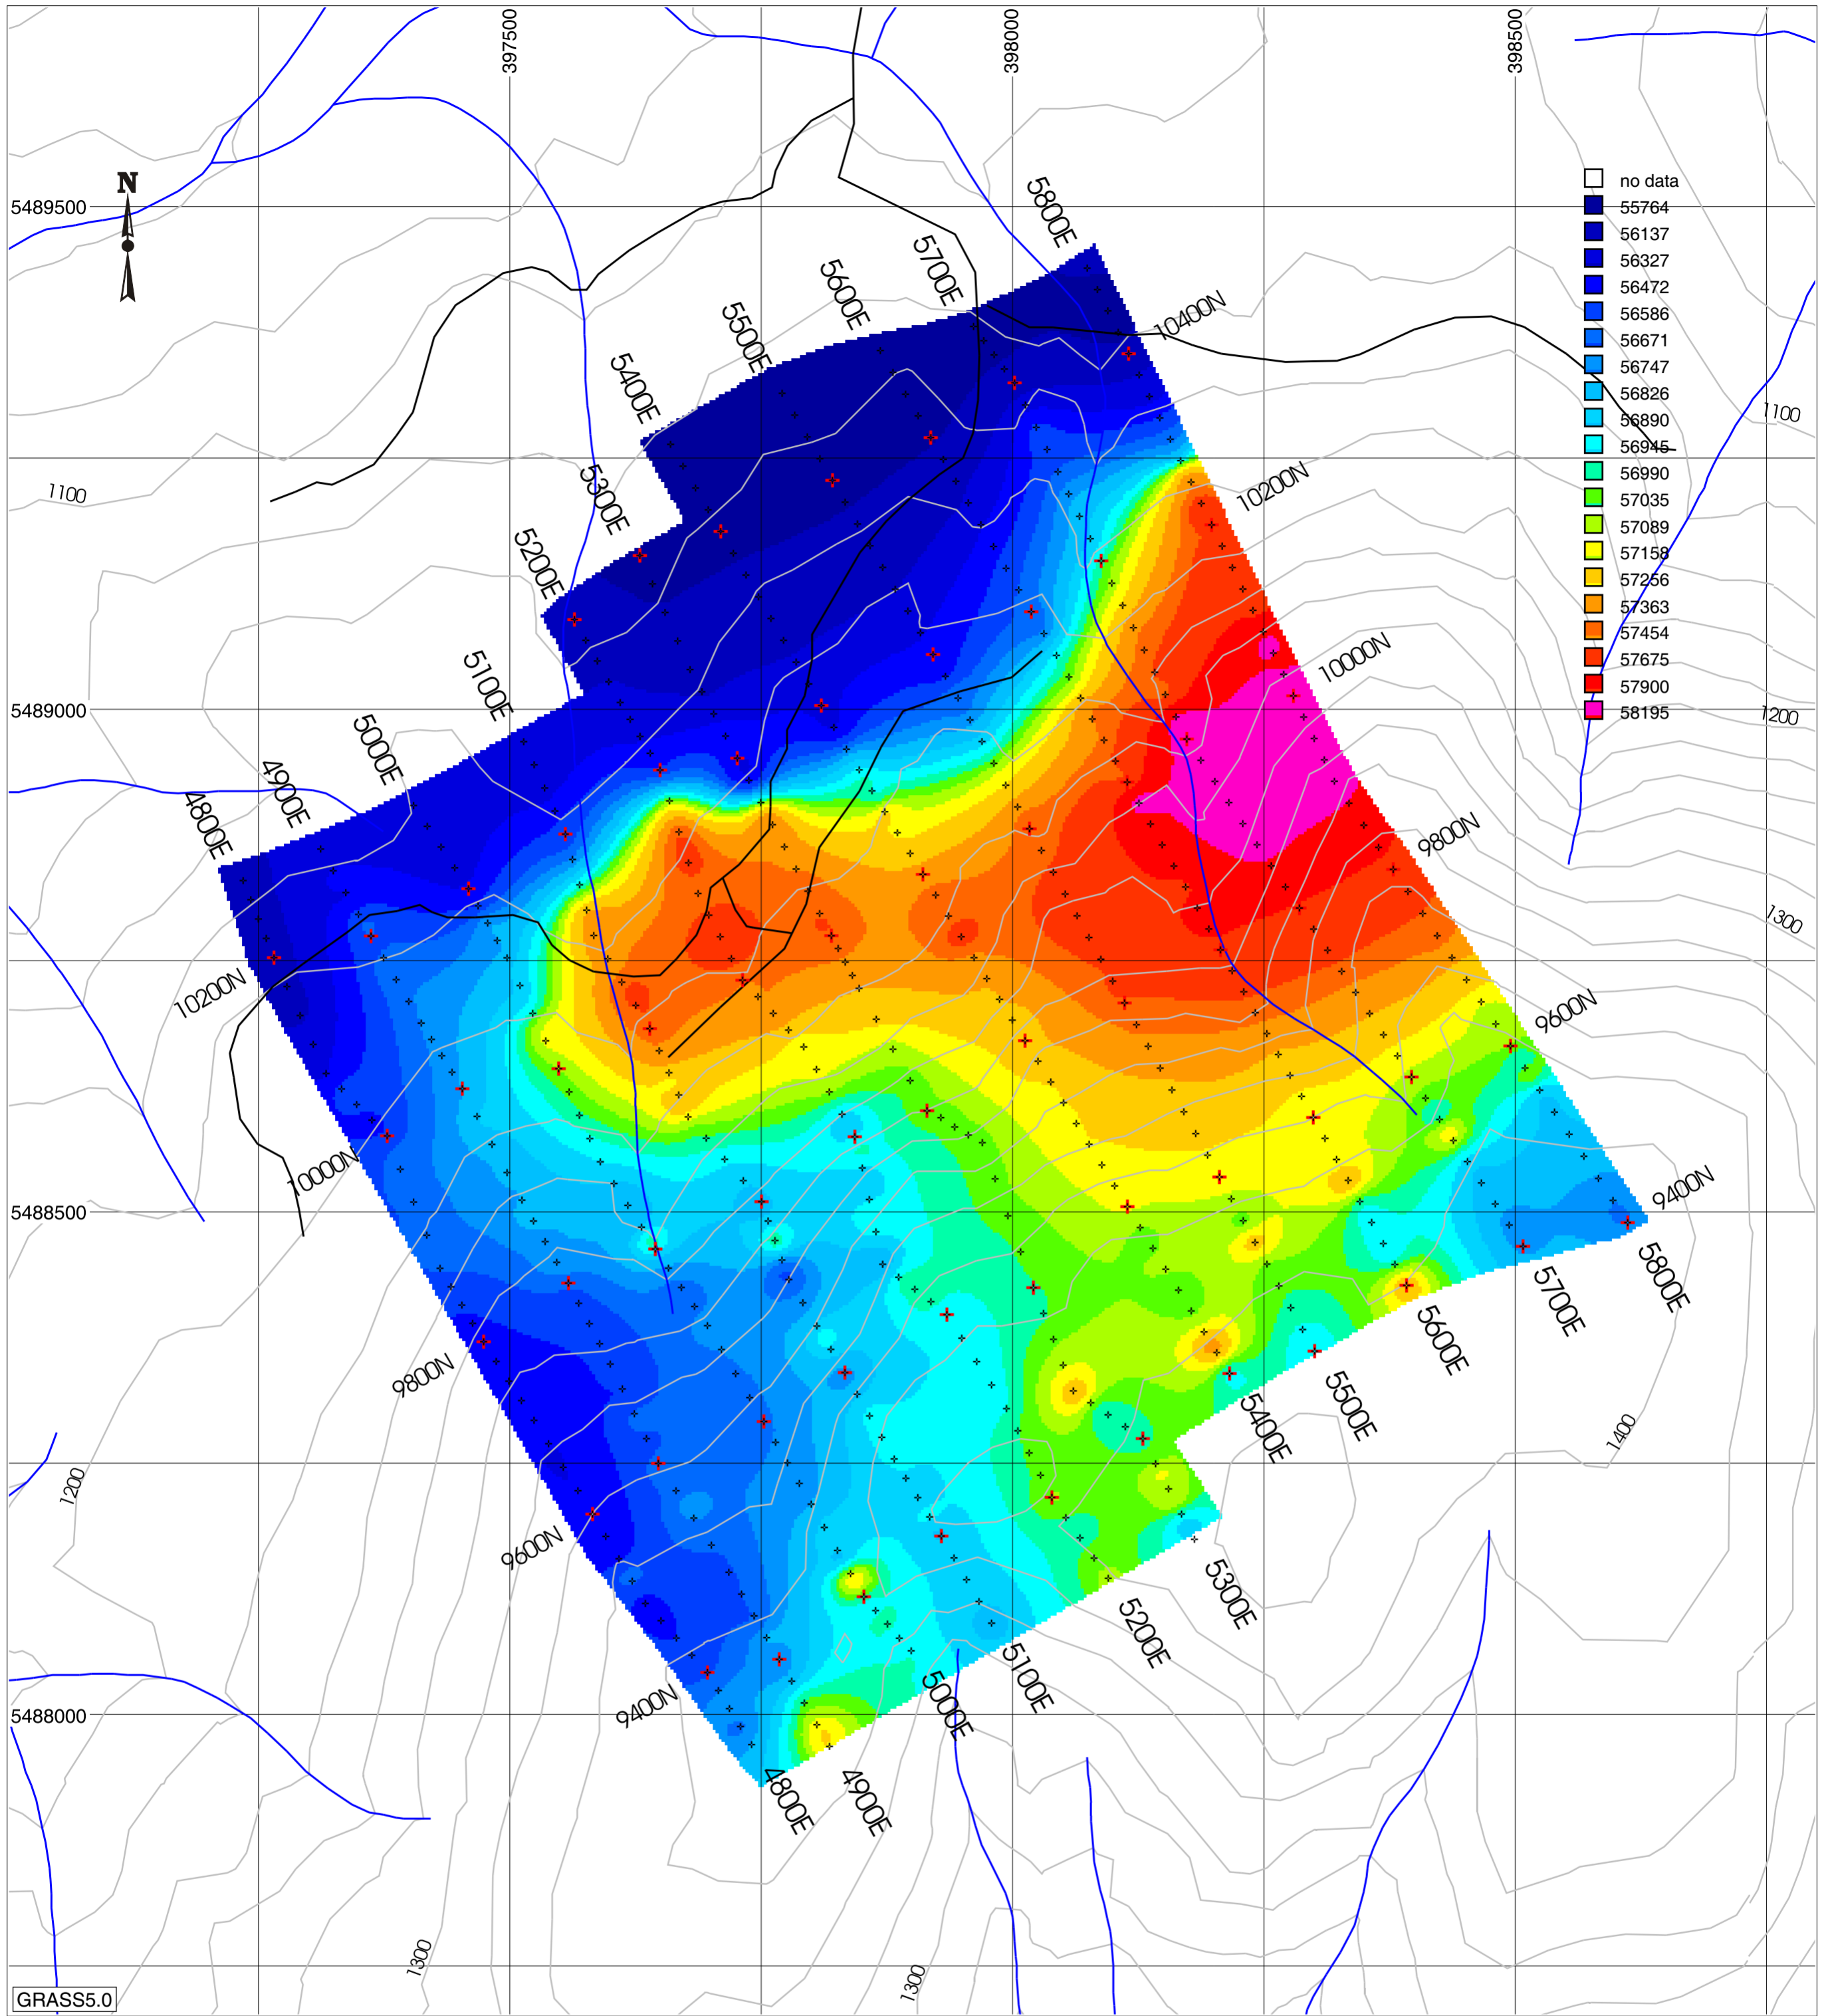 397500
398000
398500
N
5489500
5489000
5488500
5488000
no data
55764
56137
56327
56472
56586
56671
56747
56826
56890
56945
56990
57035
57089
57158
57256
57363
57454
57675
57900
58195
5800E
5700E
5600E
5500E
5400E
5300E
5200E
5100E
5000E
4900E
4800E
10400N
10200N
10000N
9800N
9600N
9400N
10200N
10000N
9800N
9600N
9400N
5800E
5700E
5600E
5500E
5400E
5300E
5200E
5100E
5000E
4900E
4800E
1100
1100
1200
1300
1400
1200
1300
1300
GRASS5.0